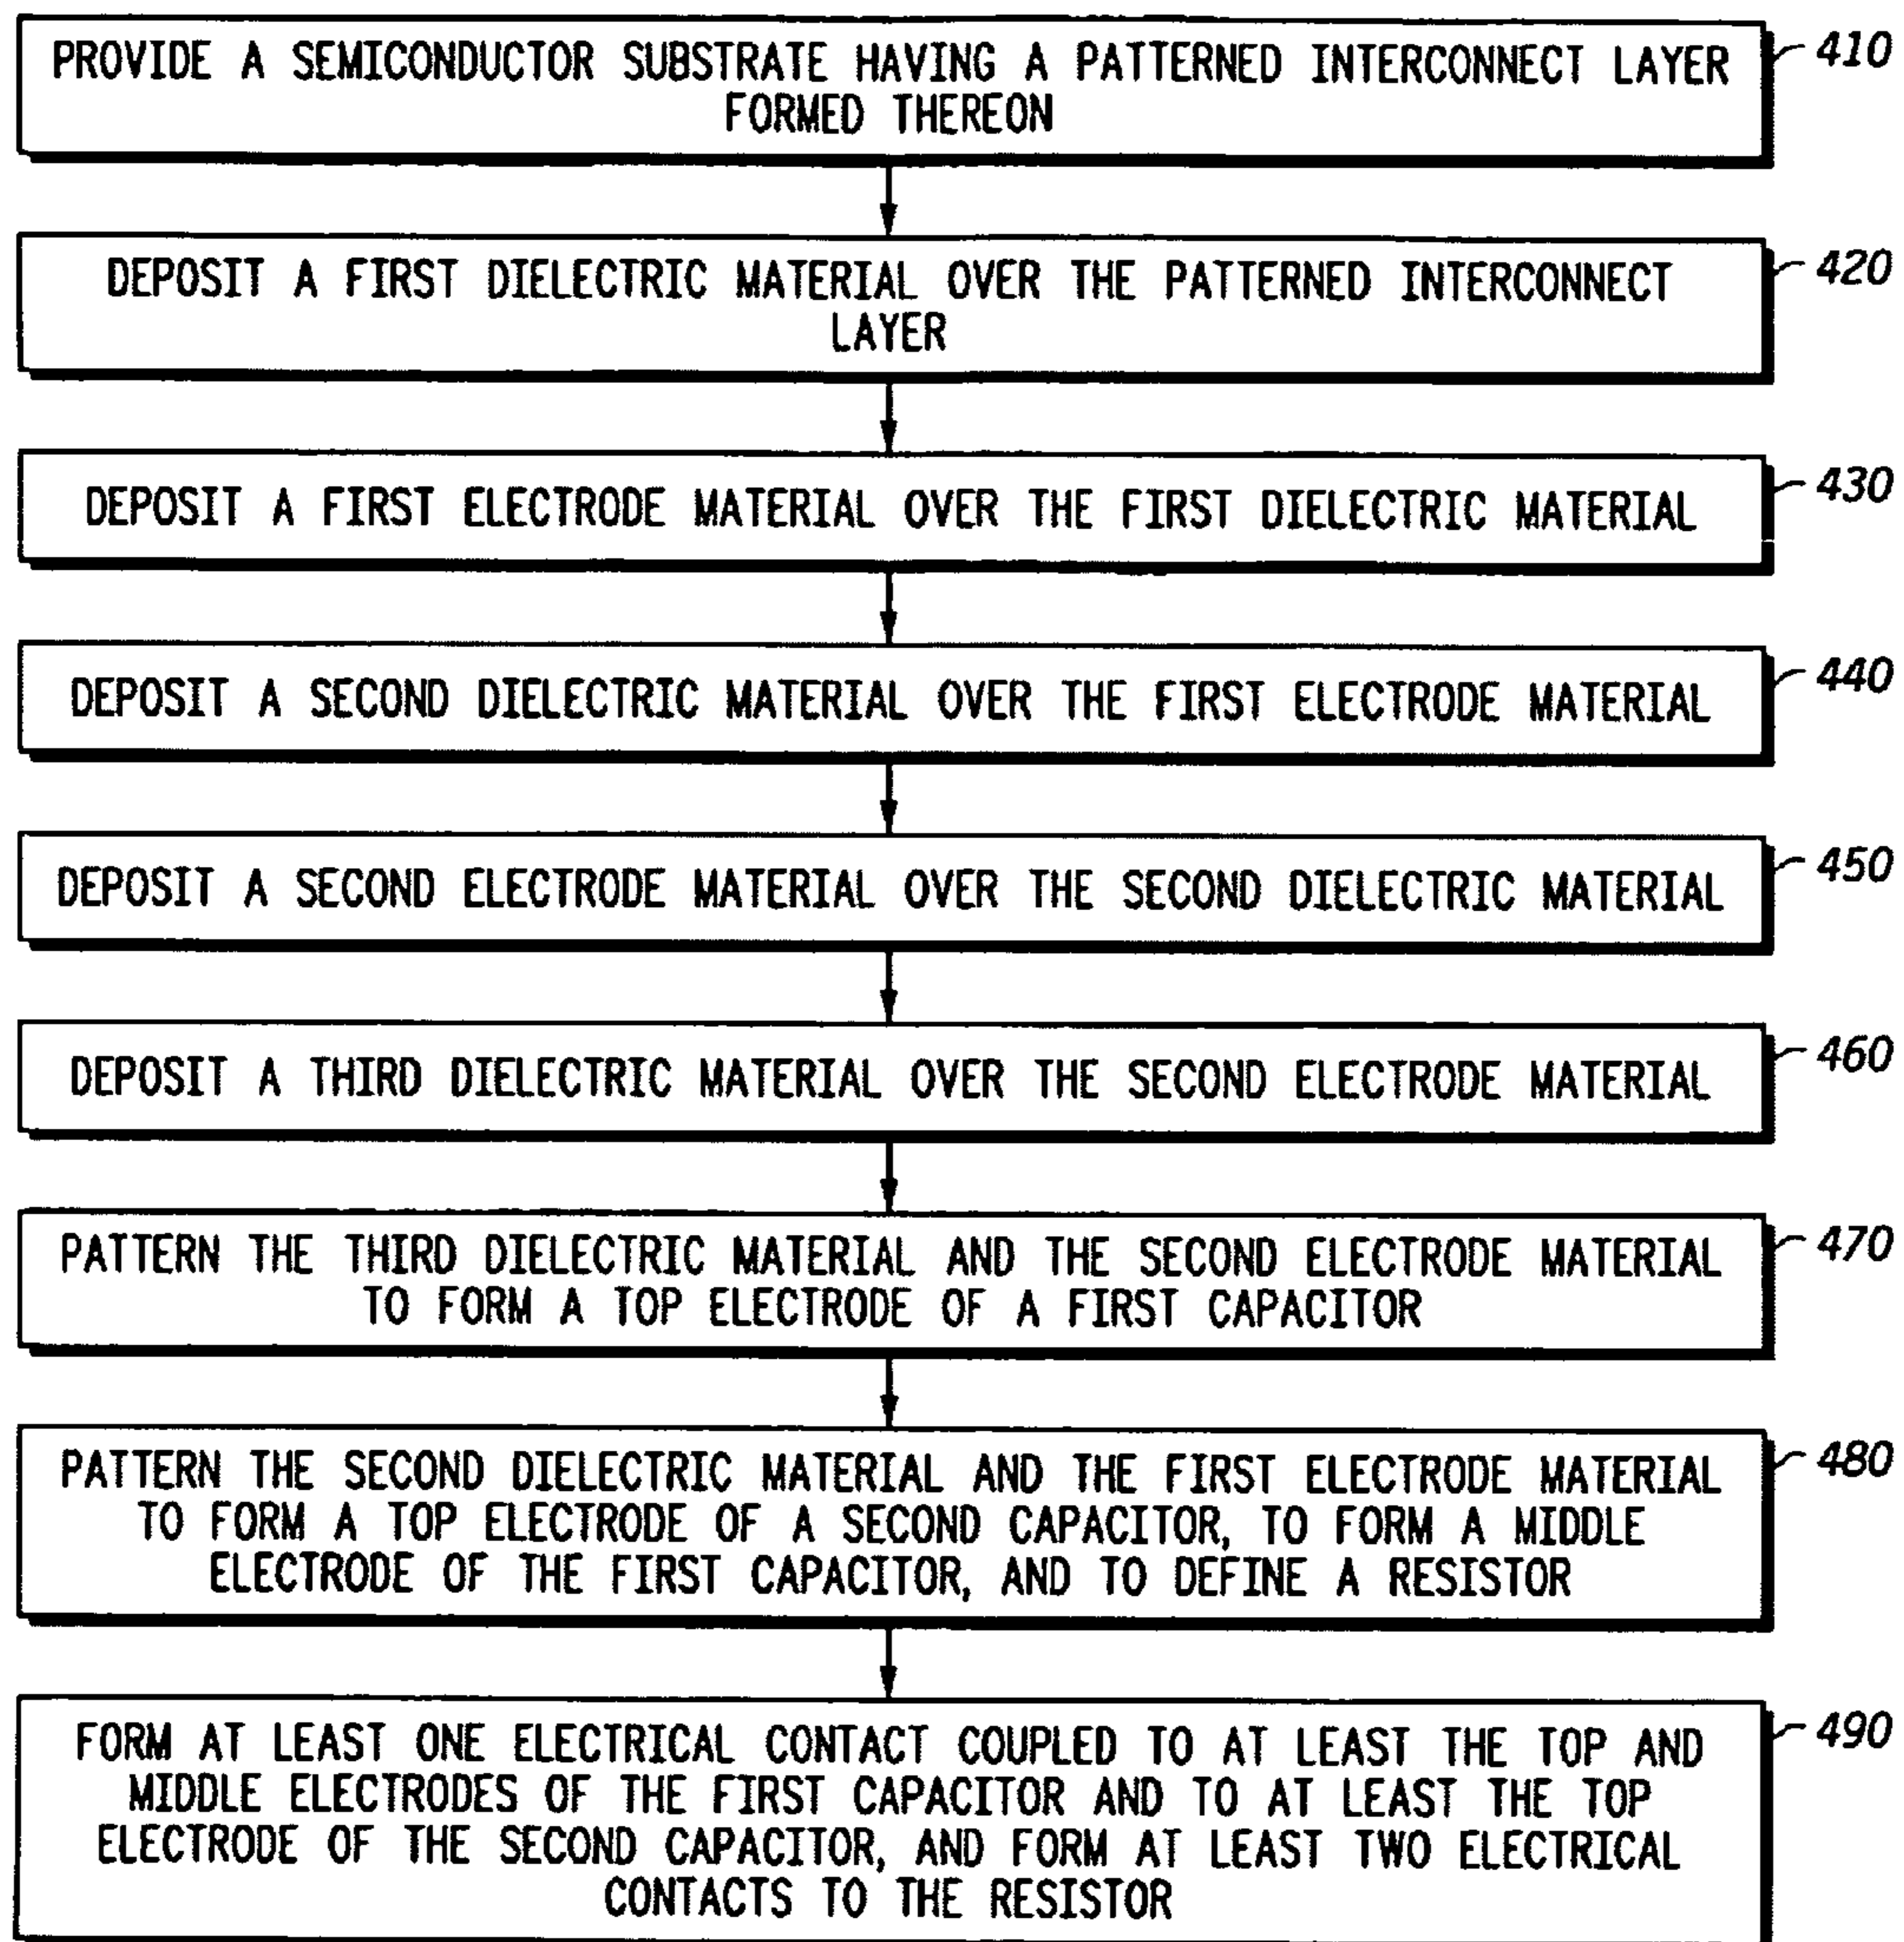 PROVIDE A SEMICONDUCTOR SUBSTRATE HAVING A PATTERNED INTERCONNECT LAYER
FORMED THEREON
410
DEPOSIT A FIRST DIELECTRIC MATERIAL OVER THE PATTERNED INTERCONNECT
LAYER
420
DEPOSIT A FIRST ELECTRODE MATERIAL OVER THE FIRST DIELECTRIC MATERIAL
430
DEPOSIT A SECOND DIELECTRIC MATERIAL OVER THE FIRST ELECTRODE MATERIAL
440
DEPOSIT A SECOND ELECTRODE MATERIAL OVER THE SECOND DIELECTRIC MATERIAL
450
DEPOSIT A THIRD DIELECTRIC MATERIAL OVER THE SECOND ELECTRODE MATERIAL
460
PATTERN THE THIRD DIELECTRIC MATERIAL AND THE SECOND ELECTRODE MATERIAL
TO FORM A TOP ELECTRODE OF A FIRST CAPACITOR
470
PATTERN THE SECOND DIELECTRIC MATERIAL AND THE FIRST ELECTRODE MATERIAL
TO FORM A TOP ELECTRODE OF A SECOND CAPACITOR, TO FORM A MIDDLE
ELECTRODE OF THE FIRST CAPACITOR, AND TO DEFINE A RESISTOR
480
FORM AT LEAST ONE ELECTRICAL CONTACT COUPLED TO AT LEAST THE TOP AND
MIDDLE ELECTRODES OF THE FIRST CAPACITOR AND TO AT LEAST THE TOP
ELECTRODE OF THE SECOND CAPACITOR, AND FORM AT LEAST TWO ELECTRICAL
CONTACTS TO THE RESISTOR
490